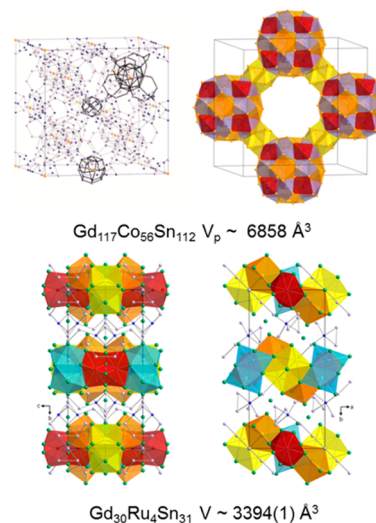 Gd₁₁₇Co₅₆Sn₁₁₂ Vₚ ~ 6858 Å³
c
b
a
b
Gd₃₀Ru₄Sn₃₁ V ~ 3394(1) Å³